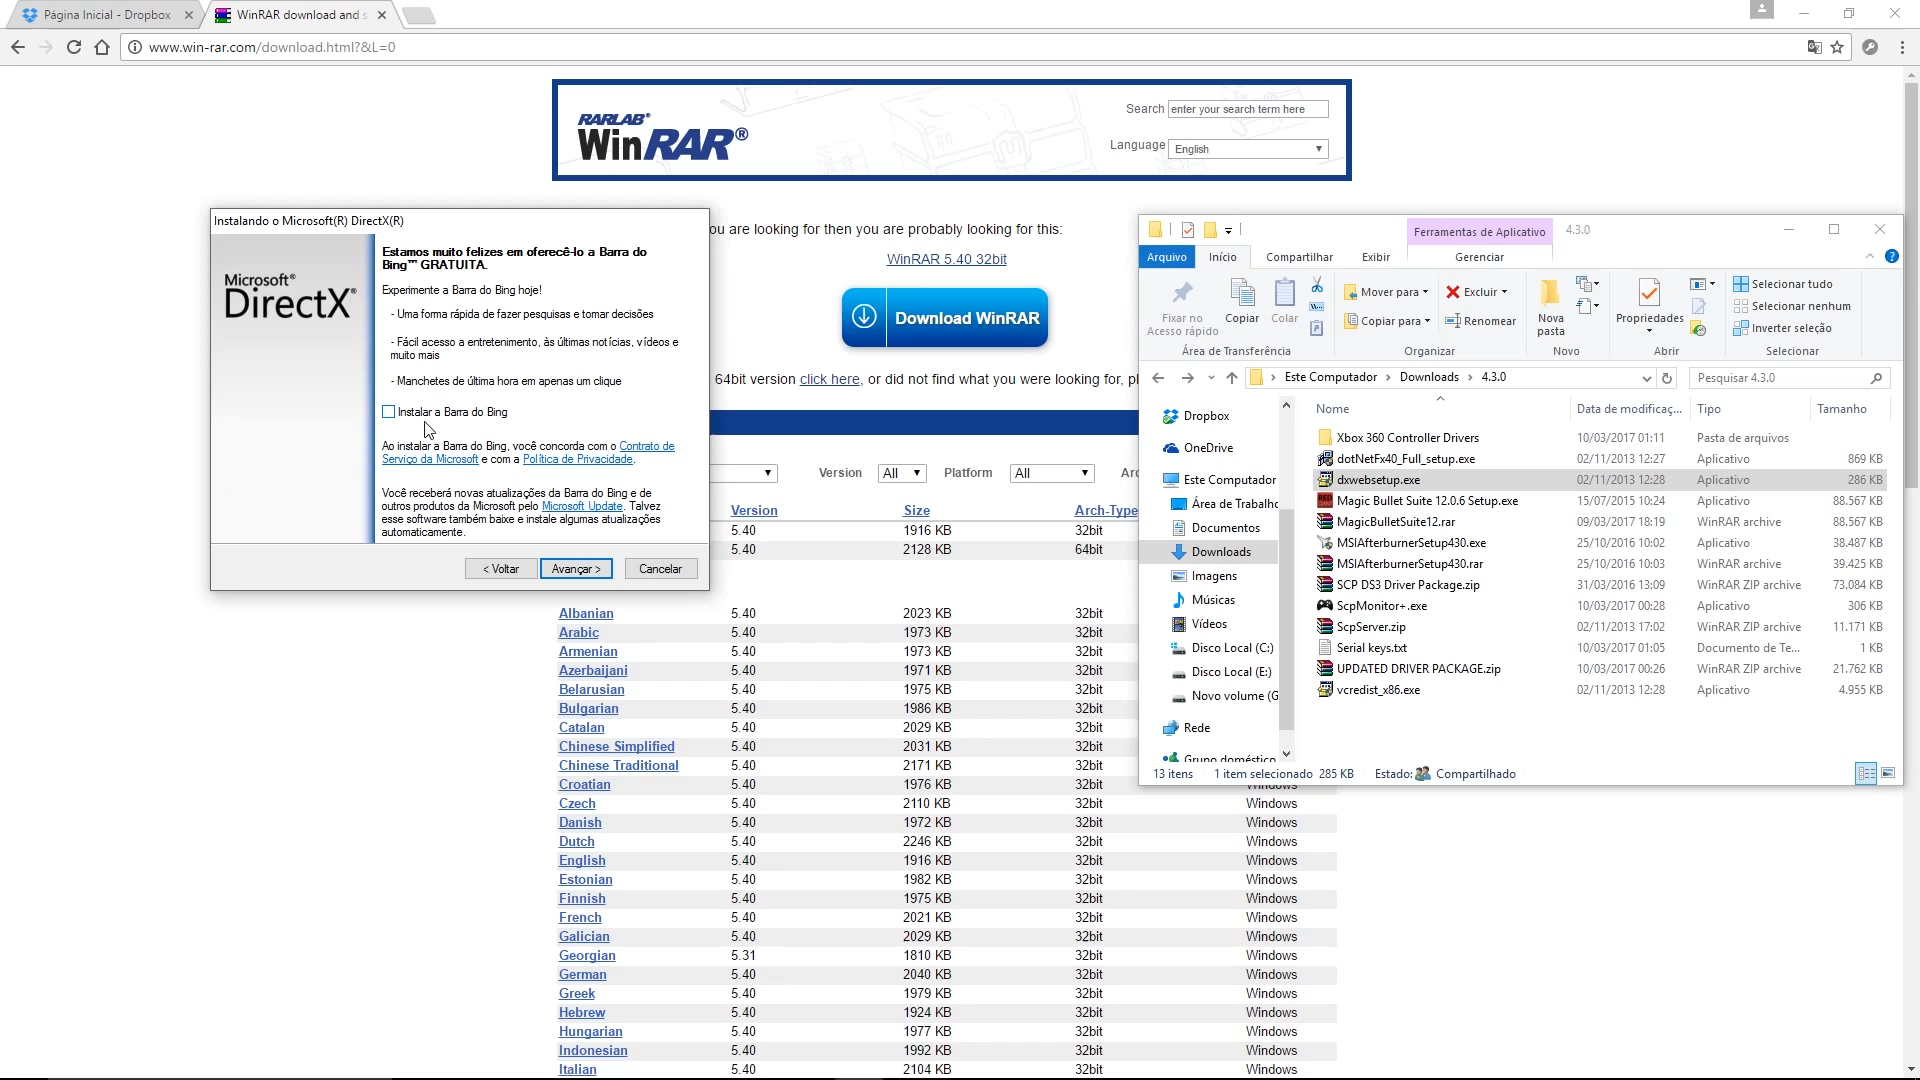 Página Inicial - Dropbox
WinRAR download and s
www.win-rar.com/download.html?&L=0
RARLAB®
WinRAR®
Search enter your search term here
Language English
ou are looking for then you are probably looking for this:
WinRAR 5.40 32bit
Download WinRAR
64bit version click here, or did not find what you were looking for, pl
Version All Platform All Arc
Version Size Arch-Type
5.40 1916 KB 32bit
5.40 2128 KB 64bit
Albanian 5.40 2023 KB 32bit
Arabic 5.40 1973 KB 32bit
Armenian 5.40 1973 KB 32bit
Azerbaijani 5.40 1971 KB 32bit
Belarusian 5.40 1975 KB 32bit
Bulgarian 5.40 1986 KB 32bit
Catalan 5.40 2029 KB 32bit
Chinese Simplified 5.40 2031 KB 32bit
Chinese Traditional 5.40 2171 KB 32bit
Croatian 5.40 1976 KB 32bit Windows
Czech 5.40 2110 KB 32bit Windows
Danish 5.40 1972 KB 32bit Windows
Dutch 5.40 2246 KB 32bit Windows
English 5.40 1916 KB 32bit Windows
Estonian 5.40 1982 KB 32bit Windows
Finnish 5.40 1975 KB 32bit Windows
French 5.40 2021 KB 32bit Windows
Galician 5.40 2029 KB 32bit Windows
Georgian 5.31 1810 KB 32bit Windows
German 5.40 2040 KB 32bit Windows
Greek 5.40 1979 KB 32bit Windows
Hebrew 5.40 1924 KB 32bit Windows
Hungarian 5.40 1977 KB 32bit Windows
Indonesian 5.40 1992 KB 32bit Windows
Italian 5.40 2104 KB 32bit Windows
Instalando o Microsoft(R) DirectX(R)
Microsoft®
DirectX®
Estamos muito felizes em oferecê-lo a Barra do
Bing™ GRATUITA.
Experimente a Barra do Bing hoje!
- Uma forma rápida de fazer pesquisas e tomar decisões
- Fácil acesso a entretenimento, às últimas notícias, vídeos e
muito mais
- Manchetes de última hora em apenas um clique
Instalar a Barra do Bing
Ao instalar a Barra do Bing, você concorda com o Contrato de
Serviço da Microsoft e com a Política de Privacidade.
Você receberá novas atualizações da Barra do Bing e de
outros produtos da Microsoft pelo Microsoft Update. Talvez
esse software também baixe e instale algumas atualizações
automaticamente.
< Voltar Avançar > Cancelar
Ferramentas de Aplicativo 4.3.0
Arquivo Início Compartilhar Exibir Gerenciar
Fixar no
Acesso rápido
Copiar
Colar
Mover para
Copiar para
Excluir
Renomear
Nova
pasta
Propriedades
Selecionar tudo
Selecionar nenhum
Inverter seleção
Área de Transferência Organizar Novo Abrir Selecionar
Este Computador Downloads 4.3.0
Pesquisar 4.3.0
Dropbox
OneDrive
Este Computador
Área de Trabalho
Documentos
Downloads
Imagens
Músicas
Vídeos
Disco Local (C:)
Disco Local (E:)
Novo volume (G
Rede
Grupo doméstico
Nome Data de modificaç... Tipo Tamanho
Xbox 360 Controller Drivers 10/03/2017 01:11 Pasta de arquivos
dotNetFx40_Full_setup.exe 02/11/2013 12:27 Aplicativo 869 KB
dxwebsetup.exe 02/11/2013 12:28 Aplicativo 286 KB
Magic Bullet Suite 12.0.6 Setup.exe 15/07/2015 10:24 Aplicativo 88.567 KB
MagicBulletSuite12.rar 09/03/2017 18:19 WinRAR archive 88.567 KB
MSIAfterburnerSetup430.exe 25/10/2016 10:02 Aplicativo 38.487 KB
MSIAfterburnerSetup430.rar 25/10/2016 10:03 WinRAR archive 39.425 KB
SCP DS3 Driver Package.zip 31/03/2016 13:09 WinRAR ZIP archive 73.084 KB
ScpMonitor+.exe 10/03/2017 00:28 Aplicativo 306 KB
ScpServer.zip 02/11/2013 17:02 WinRAR ZIP archive 11.171 KB
Serial keys.txt 10/03/2017 01:05 Documento de Te... 1 KB
UPDATED DRIVER PACKAGE.zip 10/03/2017 00:26 WinRAR ZIP archive 21.762 KB
vcredist_x86.exe 02/11/2013 12:28 Aplicativo 4.955 KB
13 itens 1 item selecionado 285 KB Estado: Compartilhado